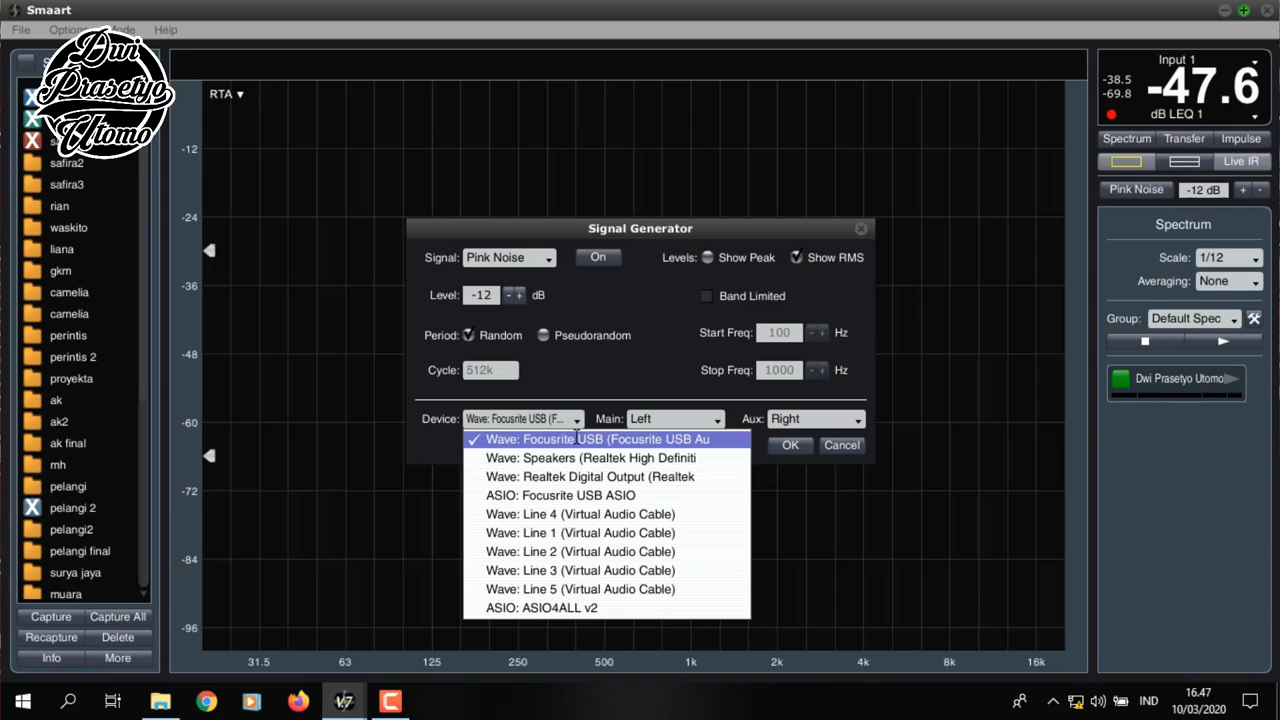 Smaart
File Options Mode Help
Dwi
Prasetyo
Utomo
safira2
safira3
rian
waskito
liana
gkm
camelia
camelia
perintis
perintis 2
proyekta
ak
ak2
ak final
mh
pelangi
pelangi 2
pelangi2
pelangi final
surya jaya
muara
Capture Capture All
Recapture Delete
Info More
RTA
-12
-24
-36
-48
-60
-72
-84
-96
31.5 63 125 250 500 1k 2k 4k 8k 16k
Signal Generator
Signal: Pink Noise On Levels: Show Peak Show RMS
Level: -12 - + dB Band Limited
Period: Random Pseudorandom Start Freq: 100 - + Hz
Cycle: 512k Stop Freq: 1000 - + Hz
Device: Wave: Focusrite USB (F... Main: Left Aux: Right
OK Cancel
Wave: Focusrite USB (Focusrite USB Au
Wave: Speakers (Realtek High Definiti
Wave: Realtek Digital Output (Realtek
ASIO: Focusrite USB ASIO
Wave: Line 4 (Virtual Audio Cable)
Wave: Line 1 (Virtual Audio Cable)
Wave: Line 2 (Virtual Audio Cable)
Wave: Line 3 (Virtual Audio Cable)
Wave: Line 5 (Virtual Audio Cable)
ASIO: ASIO4ALL v2
Input 1
-38.5
-69.8
-47.6
dB LEQ 1
Spectrum Transfer Impulse
Live IR
Pink Noise -12 dB + -
Spectrum
Scale: 1/12
Averaging: None
Group: Default Spec
Dwi Prasetyo Utomo
V7
IND
16.47
10/03/2020